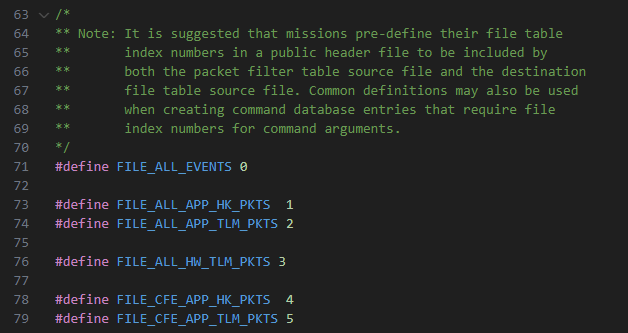 63 /*
64 ** Note: It is suggested that missions pre-define their file table
65 ** index numbers in a public header file to be included by
66 ** both the packet filter table source file and the destination
67 ** file table source file. Common definitions may also be used
68 ** when creating command database entries that require file
69 ** index numbers for command arguments.
70 */
71 #define FILE_ALL_EVENTS 0
72
73 #define FILE_ALL_APP_HK_PKTS 1
74 #define FILE_ALL_APP_TLM_PKTS 2
75
76 #define FILE_ALL_HW_TLM_PKTS 3
77
78 #define FILE_CFE_APP_HK_PKTS 4
79 #define FILE_CFE_APP_TLM_PKTS 5